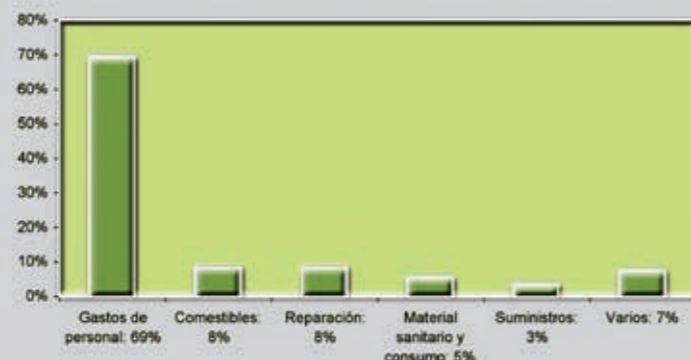 80%
70%
60%
50%
40%
30%
20%
10%
0%
Gastos de
personal: 69%
Comestibles:
8%
Reparación:
8%
Material
sanitario y
consumo: 5%
Suministros:
3%
Varios: 7%